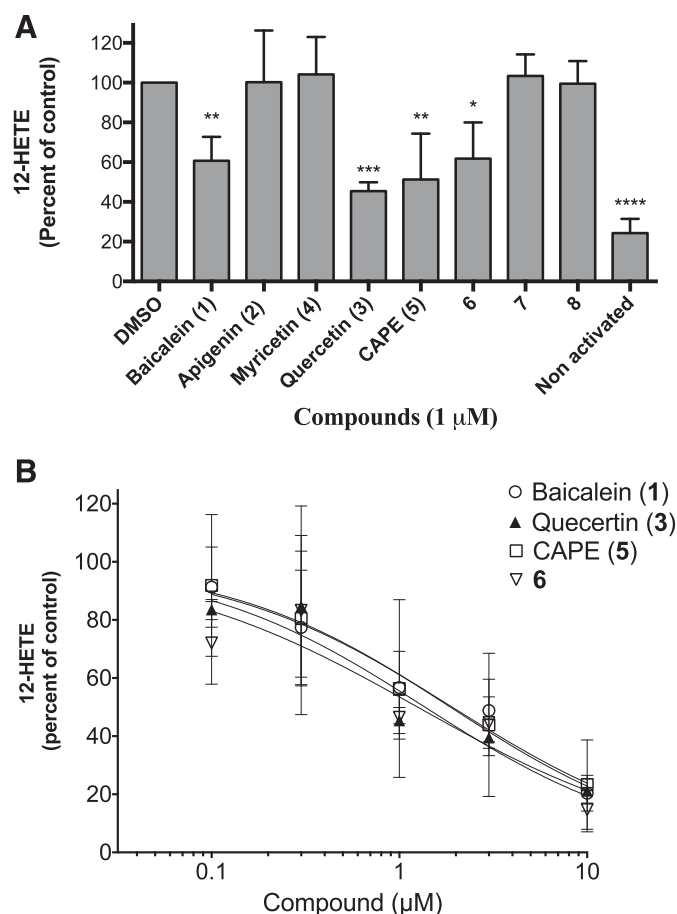 A
12-HETE
(Percent of control)
120
100
80
60
40
20
0
**
***
**
*
****
DMSO
Baicalein (1)
Apigenin (2)
Myricetin (4)
Quercetin (3)
CAPE (5)
6
7
8
Non activated
Compounds (1 μM)
B
Baicalein (1)
Quecertin (3)
CAPE (5)
6
12-HETE
(percent of control)
120
100
80
60
40
20
0
0.1
1
10
Compound (μM)